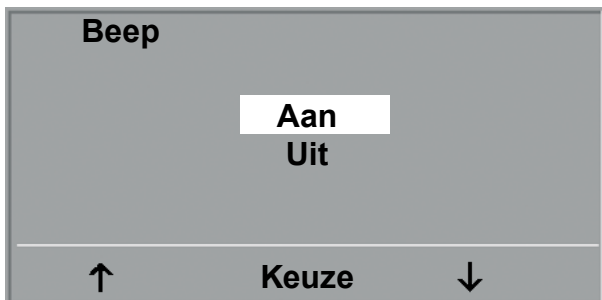 Beep
Aan
Uit
↑ Keuze ↓